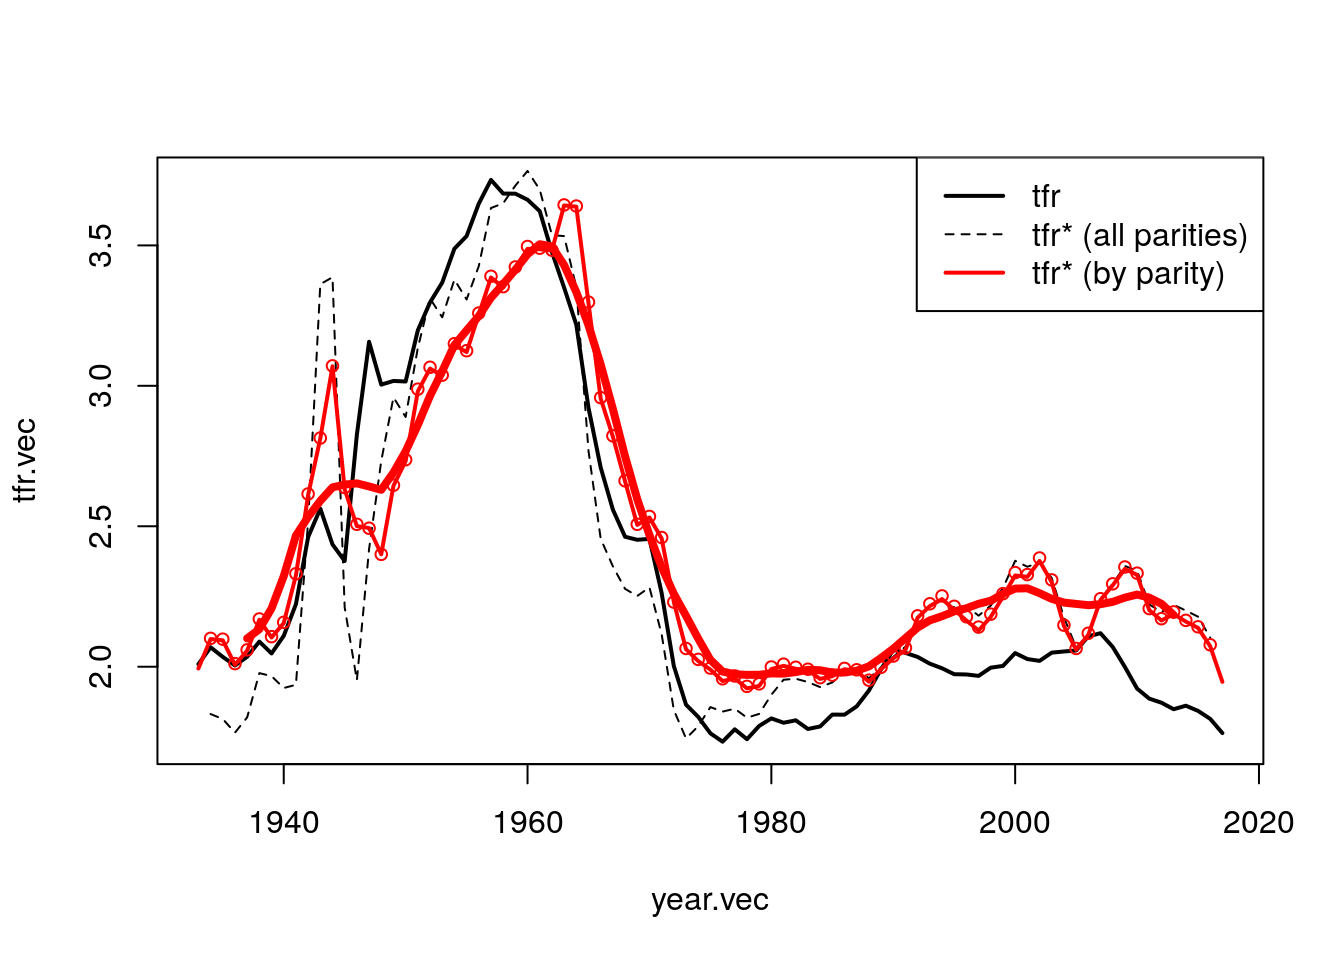 tfr
tfr* (all parities)
tfr* (by parity)
tfr.vec
3.5
3.0
2.5
2.0
1940 1960 1980 2000 2020
year.vec